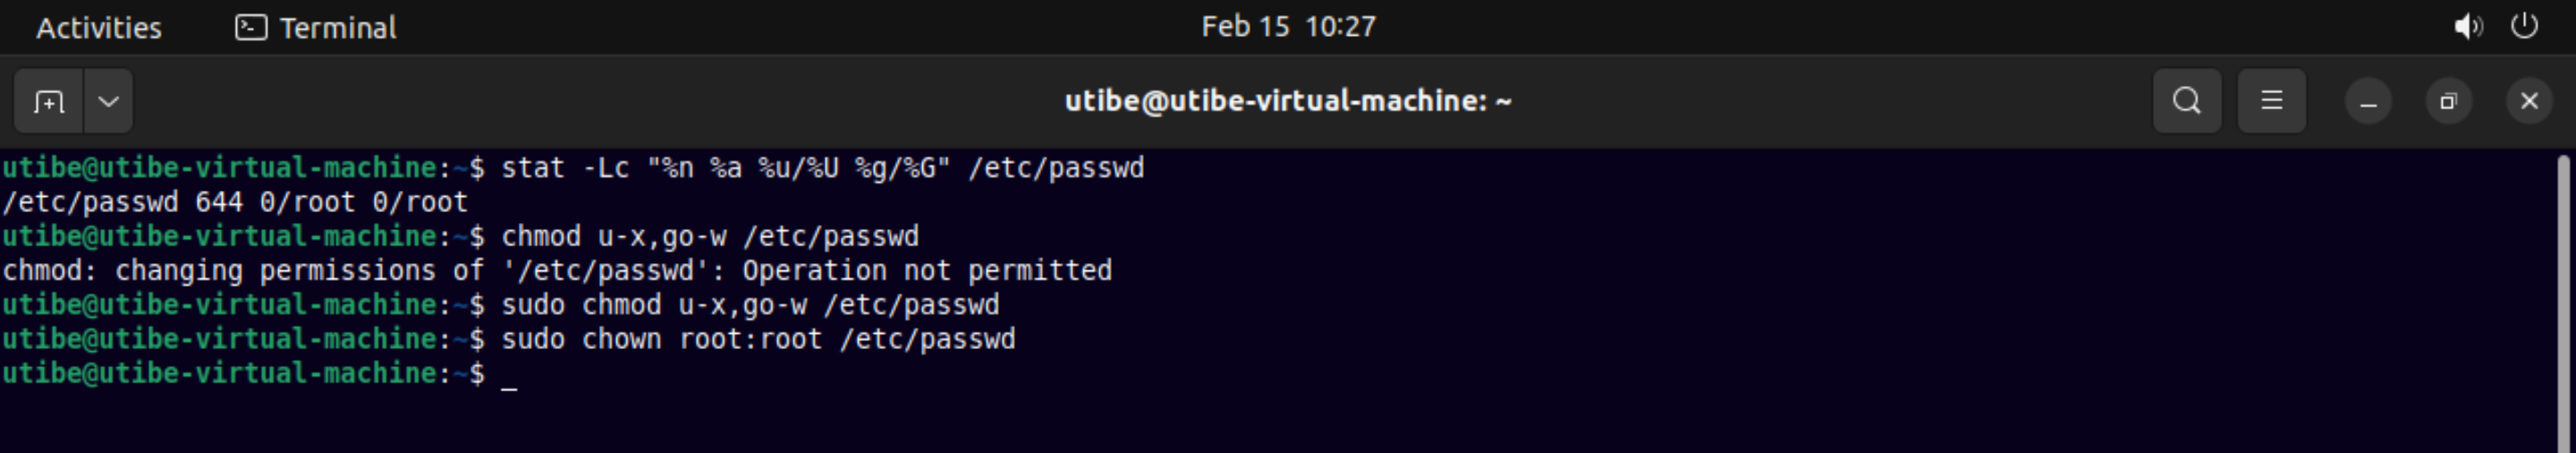 Activities Terminal Feb 15 10:27
utibe@utibe-virtual-machine: ~
utibe@utibe-virtual-machine:~$ stat -Lc "%n %a %u/%U %g/%G" /etc/passwd
/etc/passwd 644 0/root 0/root
utibe@utibe-virtual-machine:~$ chmod u-x,go-w /etc/passwd
chmod: changing permissions of '/etc/passwd': Operation not permitted
utibe@utibe-virtual-machine:~$ sudo chmod u-x,go-w /etc/passwd
utibe@utibe-virtual-machine:~$ sudo chown root:root /etc/passwd
utibe@utibe-virtual-machine:~$ _